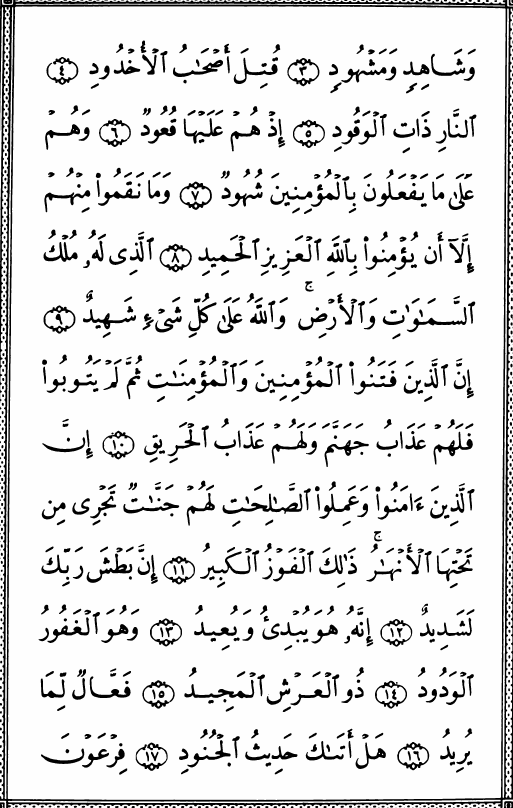 وَشَاهِدٍ وَمَشْهُودٍ ﴿٣﴾ قُتِلَ أَصْحَٰبُ ٱلْأُخْدُودِ ﴿٤﴾
ٱلنَّارِ ذَاتِ ٱلْوَقُودِ ﴿٥﴾ إِذْ هُمْ عَلَيْهَا قُعُودٌ ﴿٦﴾ وَهُمْ
عَلَىٰ مَا يَفْعَلُونَ بِٱلْمُؤْمِنِينَ شُهُودٌ ﴿٧﴾ وَمَا نَقَمُوا۟ مِنْهُمْ
إِلَّآ أَن يُؤْمِنُوا۟ بِٱللَّهِ ٱلْعَزِيزِ ٱلْحَمِيدِ ﴿٨﴾ ٱلَّذِى لَهُۥ مُلْكُ
ٱلسَّمَٰوَٰتِ وَٱلْأَرْضِ ۚ وَٱللَّهُ عَلَىٰ كُلِّ شَىْءٍ شَهِيدٌ ﴿٩﴾
إِنَّ ٱلَّذِينَ فَتَنُوا۟ ٱلْمُؤْمِنِينَ وَٱلْمُؤْمِنَٰتِ ثُمَّ لَمْ يَتُوبُوا۟
فَلَهُمْ عَذَابُ جَهَنَّمَ وَلَهُمْ عَذَابُ ٱلْحَرِيقِ ﴿١٠﴾ إِنَّ
ٱلَّذِينَ ءَامَنُوا۟ وَعَمِلُوا۟ ٱلصَّٰلِحَٰتِ لَهُمْ جَنَّٰتٌ تَجْرِى مِن
تَحْتِهَا ٱلْأَنْهَٰرُ ۚ ذَٰلِكَ ٱلْفَوْزُ ٱلْكَبِيرُ ﴿١١﴾ إِنَّ بَطْشَ رَبِّكَ
لَشَدِيدٌ ﴿١٢﴾ إِنَّهُۥ هُوَ يُبْدِئُ وَيُعِيدُ ﴿١٣﴾ وَهُوَ ٱلْغَفُورُ
ٱلْوَدُودُ ﴿١٤﴾ ذُو ٱلْعَرْشِ ٱلْمَجِيدُ ﴿١٥﴾ فَعَّالٌ لِّمَا
يُرِيدُ ﴿١٦﴾ هَلْ أَتَىٰكَ حَدِيثُ ٱلْجُنُودِ ﴿١٧﴾ فِرْعَوْنَ